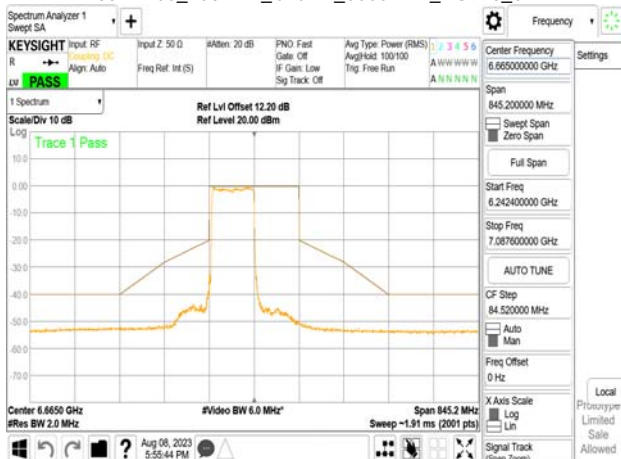 Spectrum Analyzer 1
Swept SA
Frequency
KEYSIGHT
R
LXI
PASS
Input: RF
Coupling: DC
Align: Auto
Input Z: 50 Ω
Freq Ref: Int (S)
#Atten: 20 dB
PNO: Fast
Gate: Off
IF Gain: Low
Sig Track: Off
Avg Type: Power (RMS)
Avg|Hold: 100/100
Trig: Free Run
1 2 3 4 5 6
A W W W W W
A N N N N N
1 Spectrum
Scale/Div 10 dB
Ref Lvl Offset 12.20 dB
Ref Level 20.00 dBm
Log
Trace 1 Pass
10.0
0.00
-10.0
-20.0
-30.0
-40.0
-50.0
-60.0
-70.0
Center 6.6650 GHz
#Res BW 2.0 MHz
#Video BW 6.0 MHz*
Span 845.2 MHz
Sweep ~1.91 ms (2001 pts)
Aug 08, 2023
5:55:44 PM
Center Frequency
6.665000000 GHz
Settings
Span
845.200000 MHz
Swept Span
Zero Span
Full Span
Start Freq
6.242400000 GHz
Stop Freq
7.087600000 GHz
AUTO TUNE
CF Step
84.520000 MHz
Auto
Man
Freq Offset
0 Hz
X Axis Scale
Log
Lin
Signal Track
(Span Zoom)
Local
Prototype
Limited
Sale
Allowed